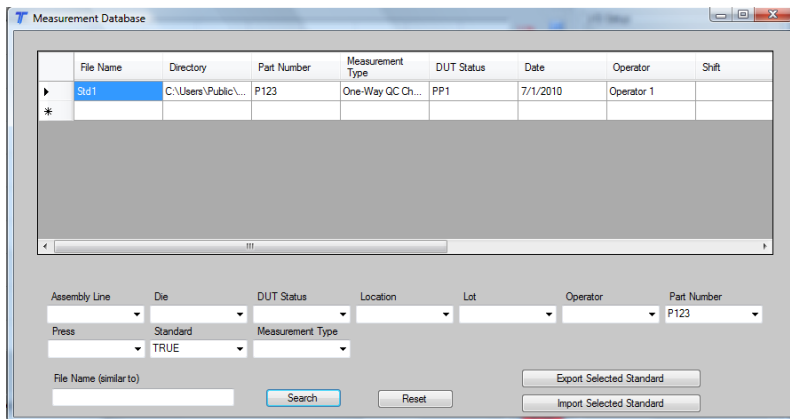 Measurement Database
File Name Directory Part Number Measurement Type DUT Status Date Operator Shift
Std1 C:\Users\Public\... P123 One-Way QC Ch... PP1 7/1/2010 Operator 1
Assembly Line Die DUT Status Location Lot Operator Part Number
P123
Press Standard Measurement Type
TRUE
File Name (similar to)
Search Reset
Export Selected Standard
Import Selected Standard